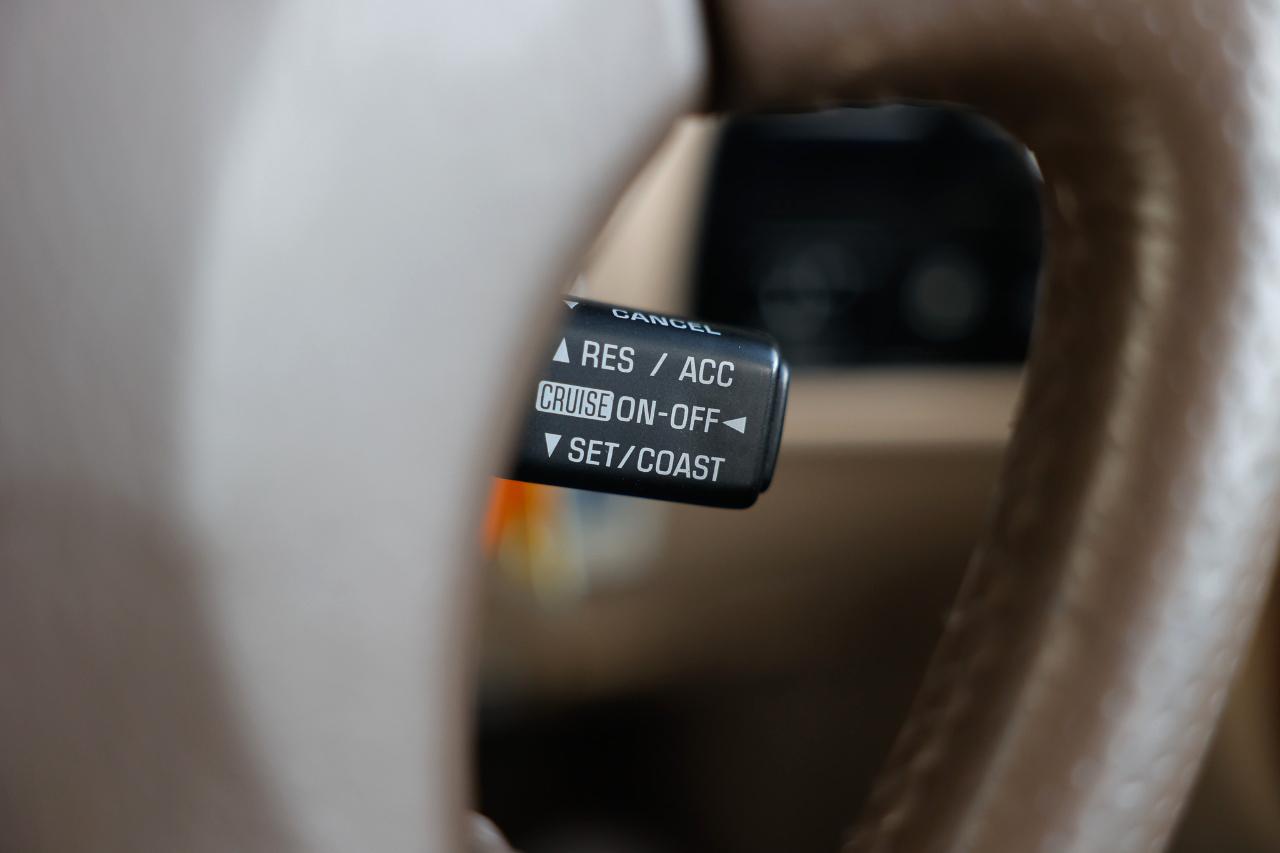 CANCEL
▲ RES / ACC
CRUISE ON-OFF ◀
▼ SET/COAST